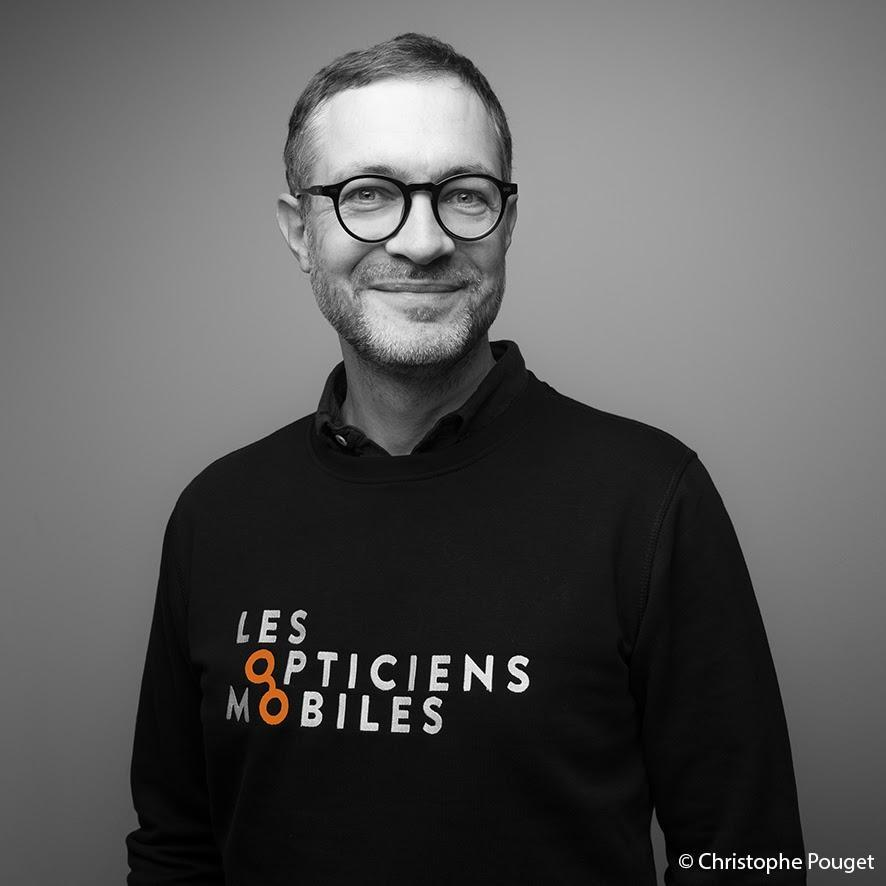 LES
OPTICIENS
MOBILES
© Christophe Pouget